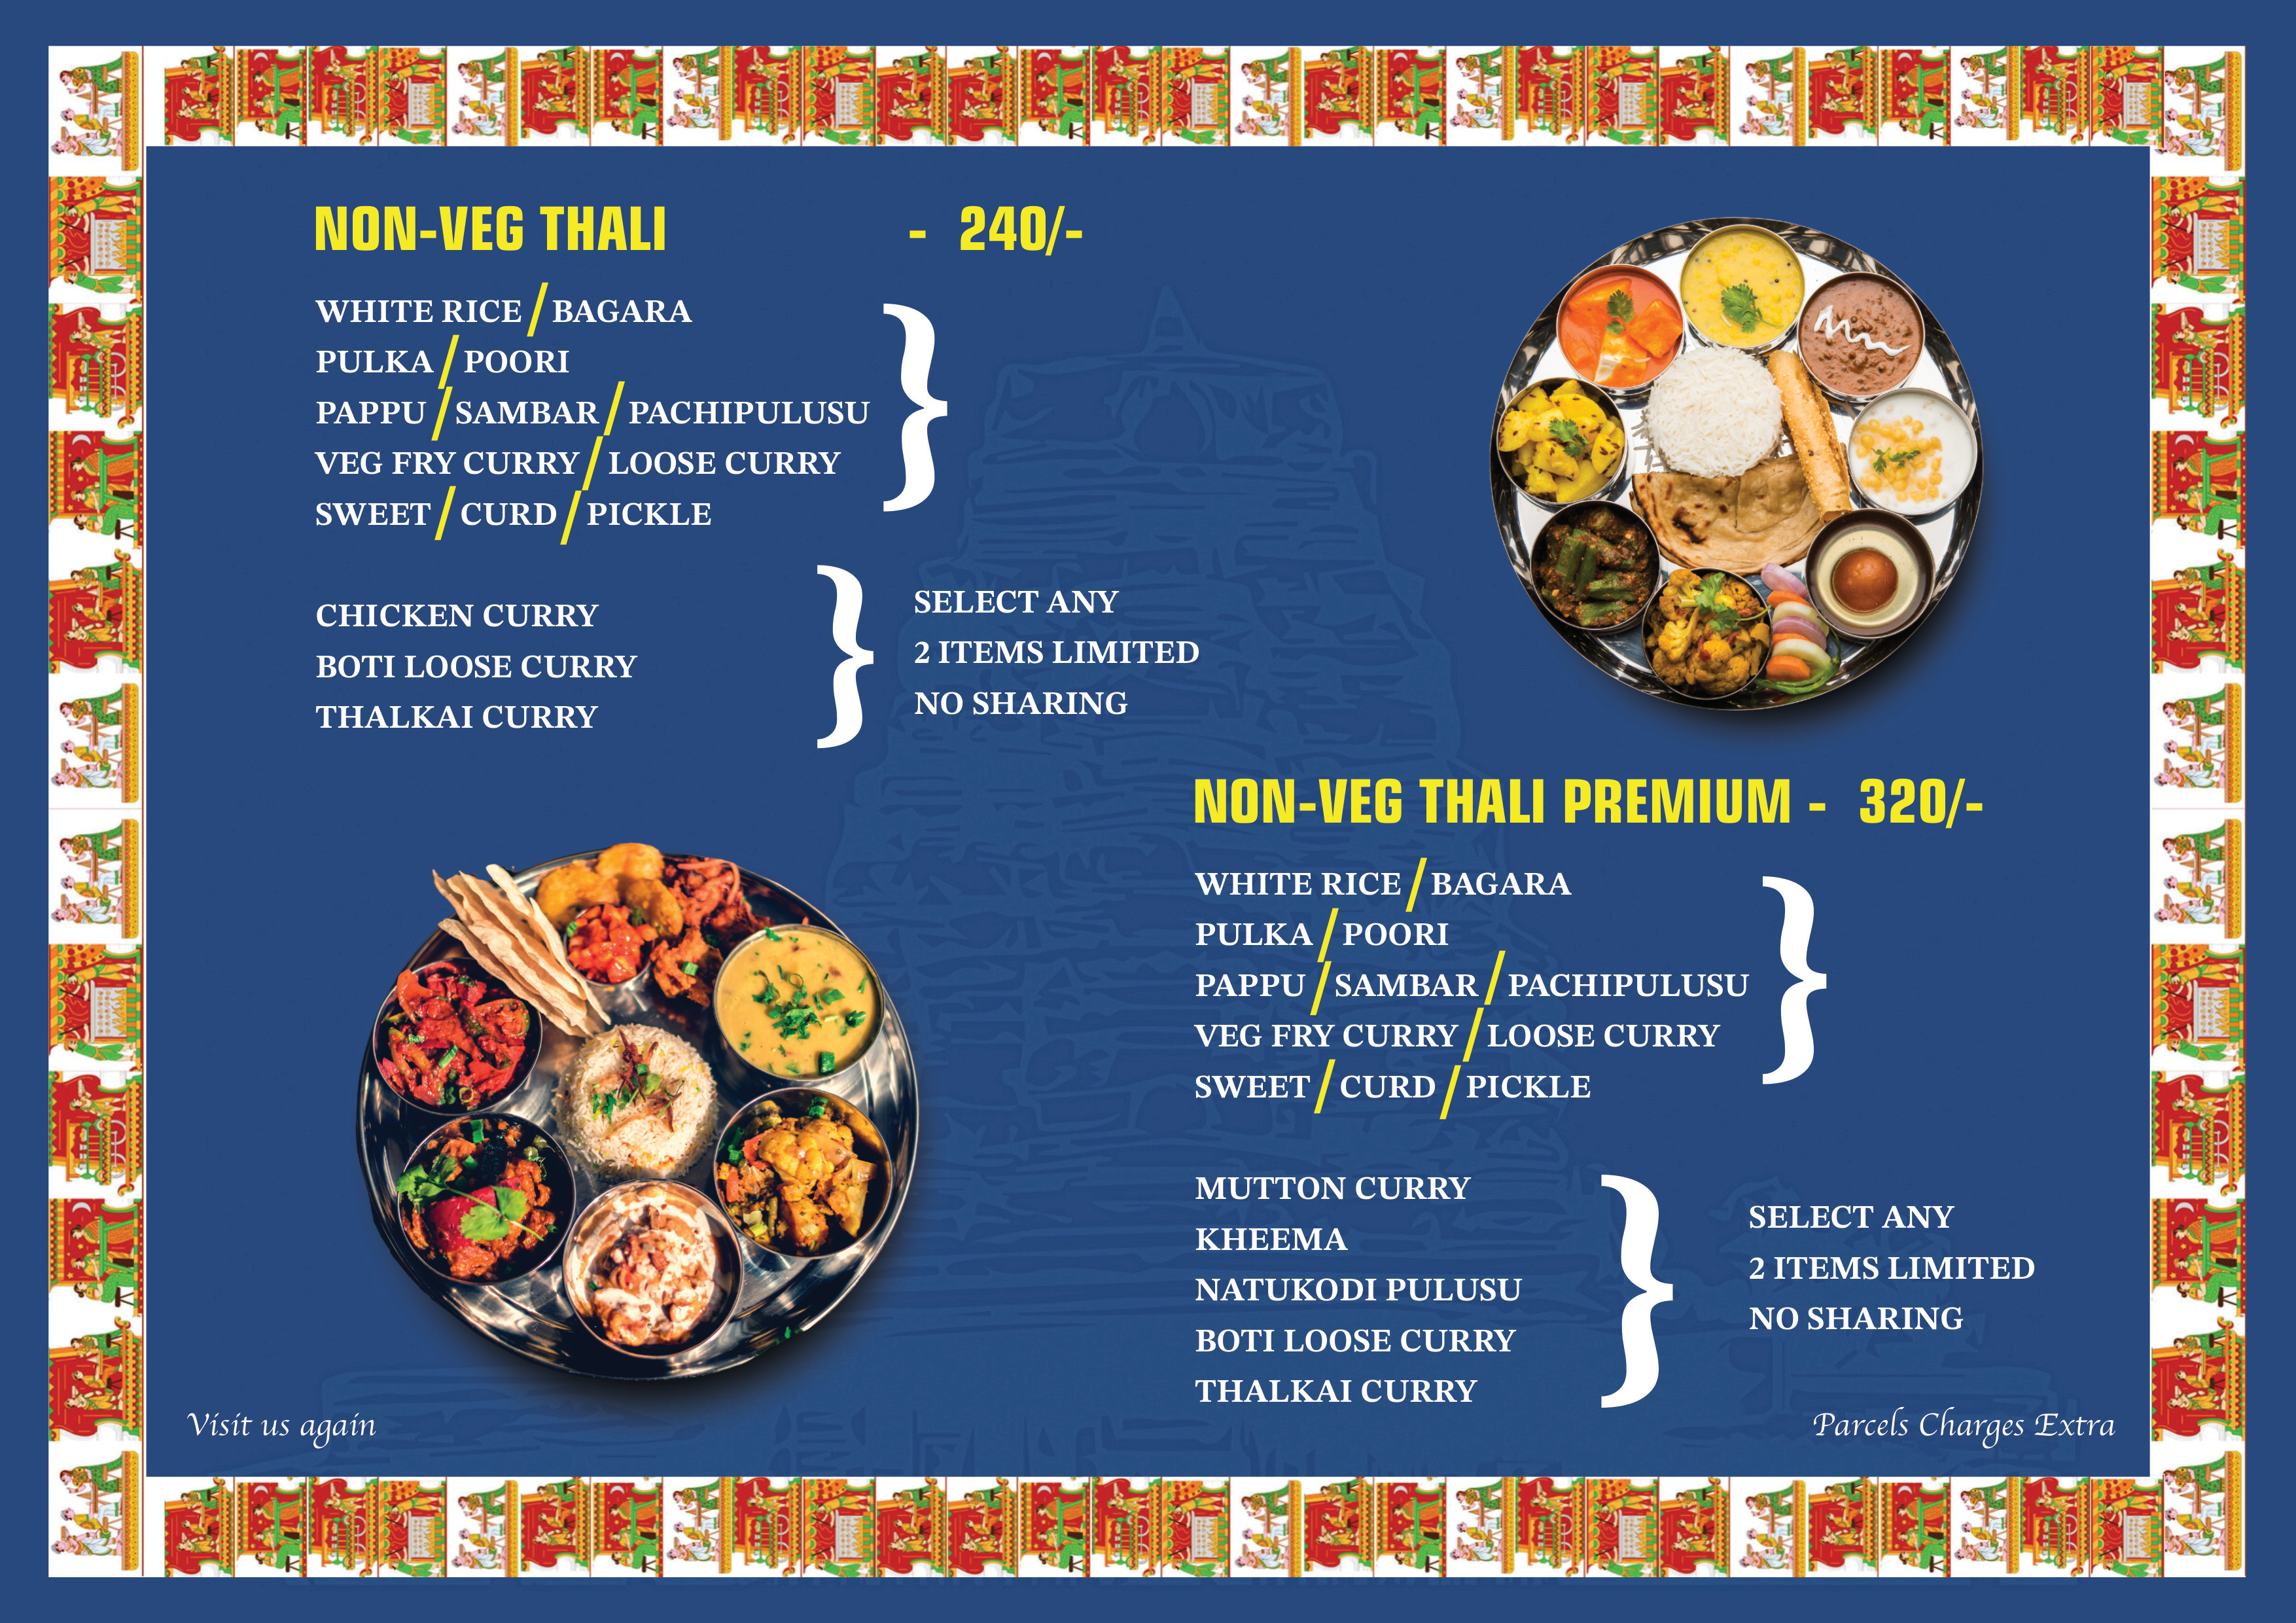 NON-VEG THALI - 240/-
WHITE RICE/BAGARA
PULKA/POORI
PAPPU/SAMBAR/PACHIPULUSU
VEG FRY CURRY/LOOSE CURRY
SWEET/CURD/PICKLE
CHICKEN CURRY
BOTI LOOSE CURRY
THALKAI CURRY
SELECT ANY
2 ITEMS LIMITED
NO SHARING
NON-VEG THALI PREMIUM - 320/-
WHITE RICE/BAGARA
PULKA/POORI
PAPPU/SAMBAR/PACHIPULUSU
VEG FRY CURRY/LOOSE CURRY
SWEET/CURD/PICKLE
MUTTON CURRY
KHEEMA
NATUKODI PULUSU
BOTI LOOSE CURRY
THALKAI CURRY
SELECT ANY
2 ITEMS LIMITED
NO SHARING
Visit us again
Parcels Charges Extra